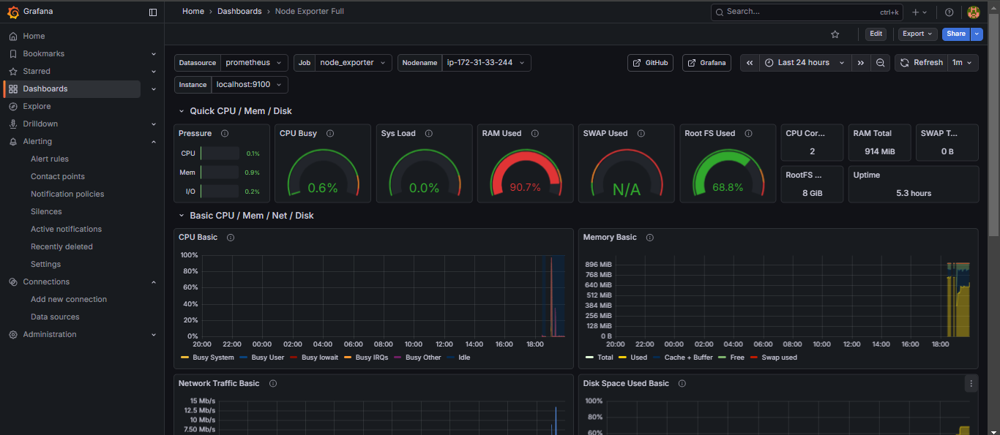 Grafana
Home › Dashboards › Node Exporter Full
Search... ctrl+k
Edit Export Share
Home
Bookmarks
Starred
Dashboards
Explore
Drilldown
Alerting
Alert rules
Contact points
Notification policies
Silences
Active notifications
Recently deleted
Settings
Connections
Add new connection
Data sources
Administration
Datasource prometheus Job node_exporter Nodename ip-172-31-33-244 GitHub Grafana Last 24 hours Refresh 1m
Instance localhost:9100
Quick CPU / Mem / Disk
Pressure
CPU 0.1%
Mem 0.9%
I/O 0.2%
CPU Busy
0.6%
Sys Load
0.0%
RAM Used
90.7%
SWAP Used
N/A
Root FS Used
68.8%
CPU Cor...
2
RAM Total
914 MiB
SWAP T...
0 B
RootFS ...
8 GiB
Uptime
5.3 hours
Basic CPU / Mem / Net / Disk
CPU Basic
100%
80%
60%
40%
20%
0%
20:00 22:00 00:00 02:00 04:00 06:00 08:00 10:00 12:00 14:00 16:00 18:00
Busy System Busy User Busy Iowait Busy IRQs Busy Other Idle
Memory Basic
896 MiB
768 MiB
640 MiB
512 MiB
384 MiB
256 MiB
128 MiB
0 B
20:00 22:00 00:00 02:00 04:00 06:00 08:00 10:00 12:00 14:00 16:00 18:00
Total Used Cache + Buffer Free Swap used
Network Traffic Basic
15 Mb/s
12.5 Mb/s
10 Mb/s
7.50 Mb/s
Disk Space Used Basic
100%
80%
60%